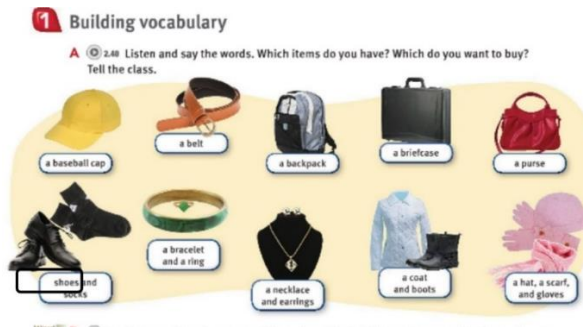 1 Building vocabulary
A 2.40 Listen and say the words. Which items do you have? Which do you want to buy?
Tell the class.
a baseball cap
a belt
a backpack
a briefcase
a purse
shoes and
socks
a bracelet
and a ring
a necklace
and earrings
a coat
and boots
a hat, a scarf,
and gloves